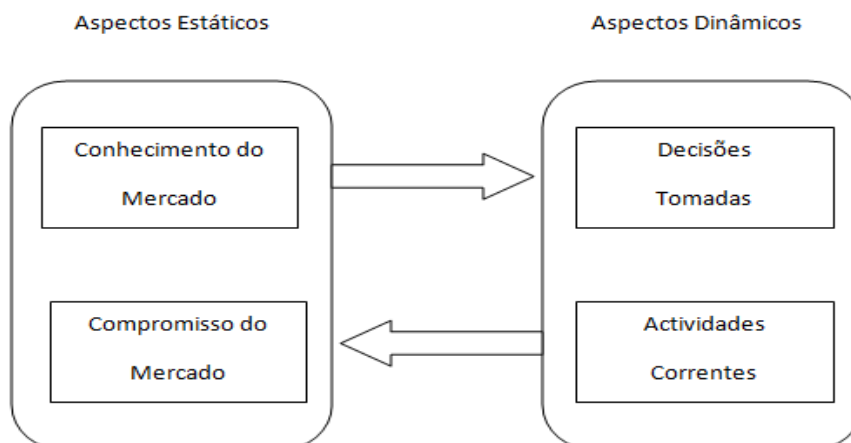 Aspectos Estáticos
Aspectos Dinâmicos
Conhecimento do
Mercado
Decisões
Tomadas
Compromisso do
Mercado
Actividades
Correntes